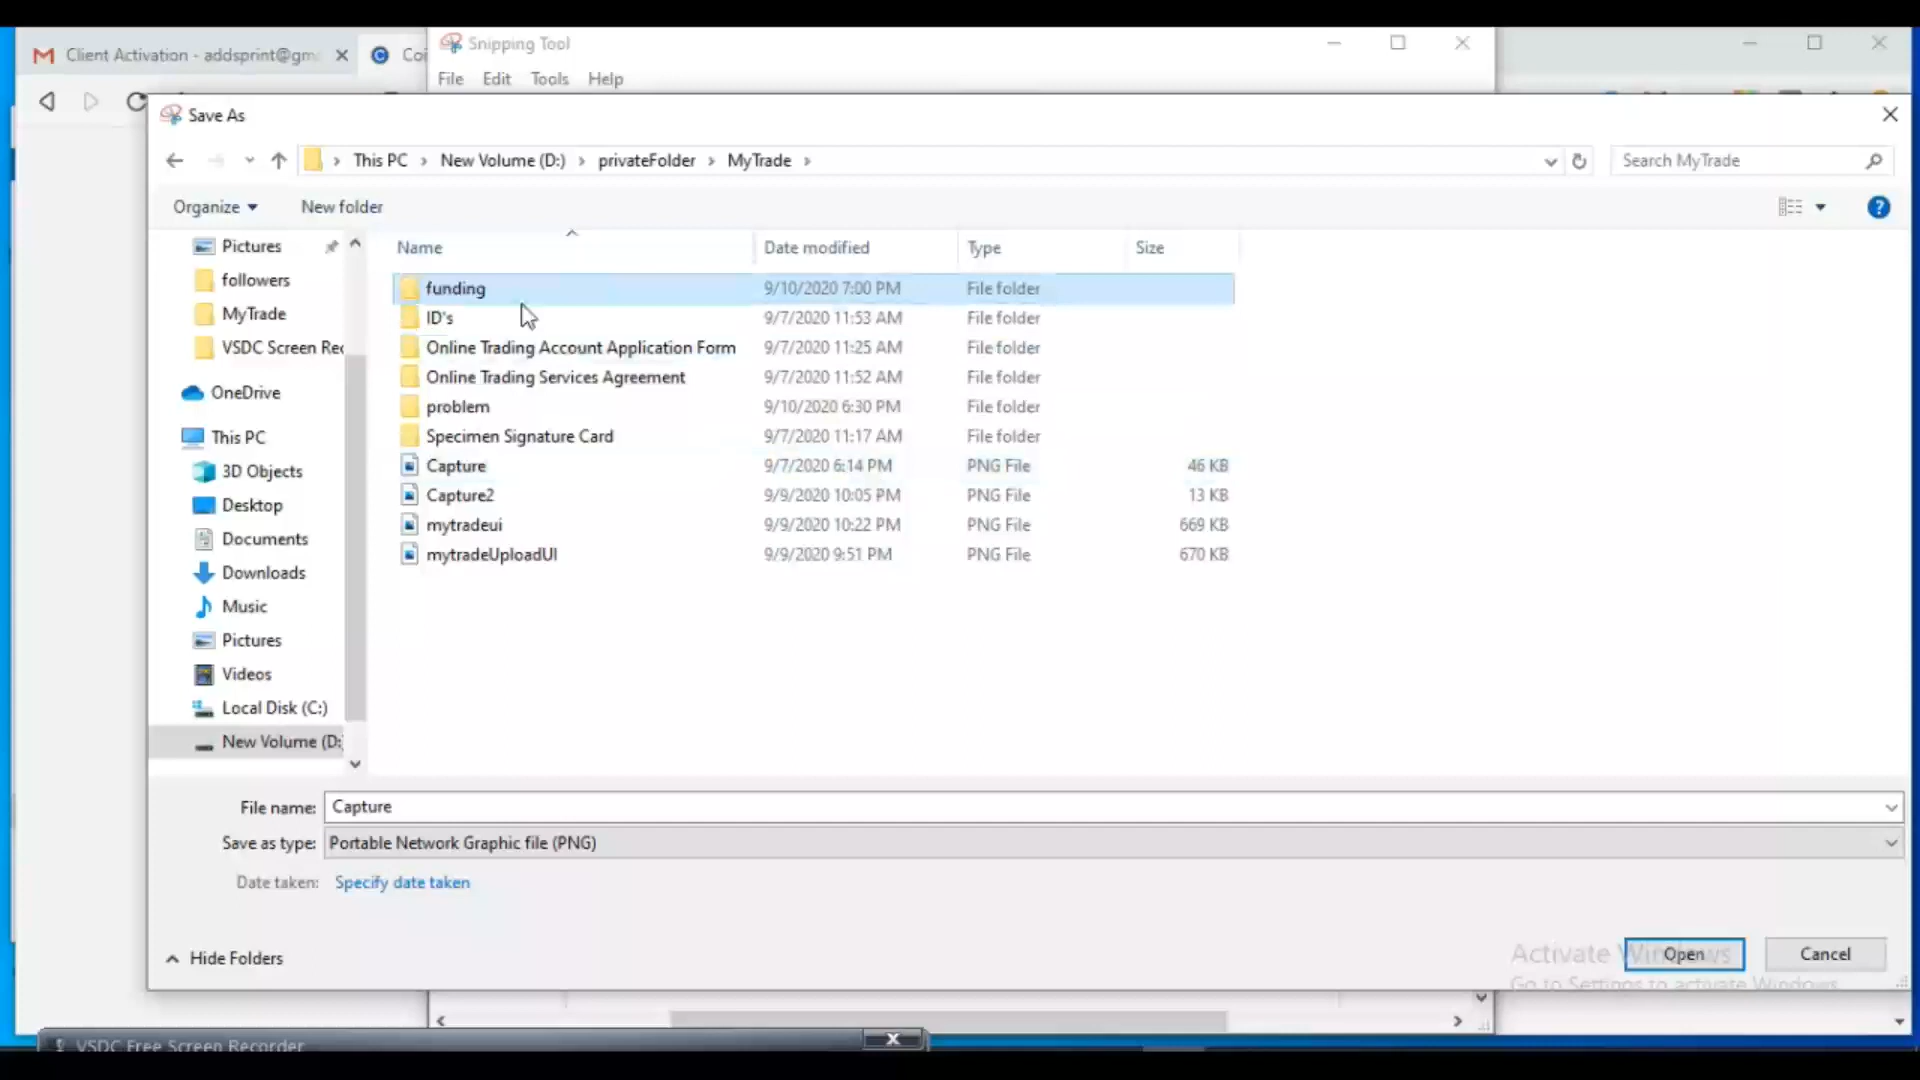 Client Activation - addsprint@gm
Coi
Snipping Tool
File Edit Tools Help
Save As
This PC > New Volume (D:) > privateFolder > MyTrade >
Search MyTrade
Organize
New folder
Name
Date modified
Type
Size
Pictures
followers
MyTrade
VSDC Screen Rec
OneDrive
This PC
3D Objects
Desktop
Documents
Downloads
Music
Pictures
Videos
Local Disk (C:)
New Volume (D:
funding 9/10/2020 7:00 PM File folder
ID's 9/7/2020 11:53 AM File folder
Online Trading Account Application Form 9/7/2020 11:25 AM File folder
Online Trading Services Agreement 9/7/2020 11:52 AM File folder
problem 9/10/2020 6:30 PM File folder
Specimen Signature Card 9/7/2020 11:17 AM File folder
Capture 9/7/2020 6:14 PM PNG File 46 KB
Capture2 9/9/2020 10:05 PM PNG File 13 KB
mytradeui 9/9/2020 10:22 PM PNG File 669 KB
mytradeUploadUI 9/9/2020 9:51 PM PNG File 670 KB
File name: Capture
Save as type: Portable Network Graphic file (PNG)
Date taken: Specify date taken
Hide Folders
Activate Windows
Open
Cancel
Go to Settings to activate Windows
VSDC Free Screen Recorder